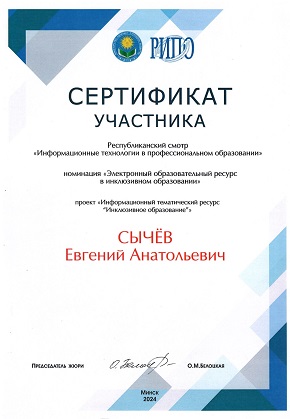 РИПО
СЕРТИФИКАТ
УЧАСТНИКА
Республиканский смотр
«Информационные технологии в профессиональном образовании»
номинация «Электронный образовательный ресурс
в инклюзивном образовании»
проект «Информационный тематический ресурс
"Инклюзивное образование"»
СЫЧЁВ
Евгений Анатольевич
Председатель жюри О.М.Белоцкая
Минск
2024